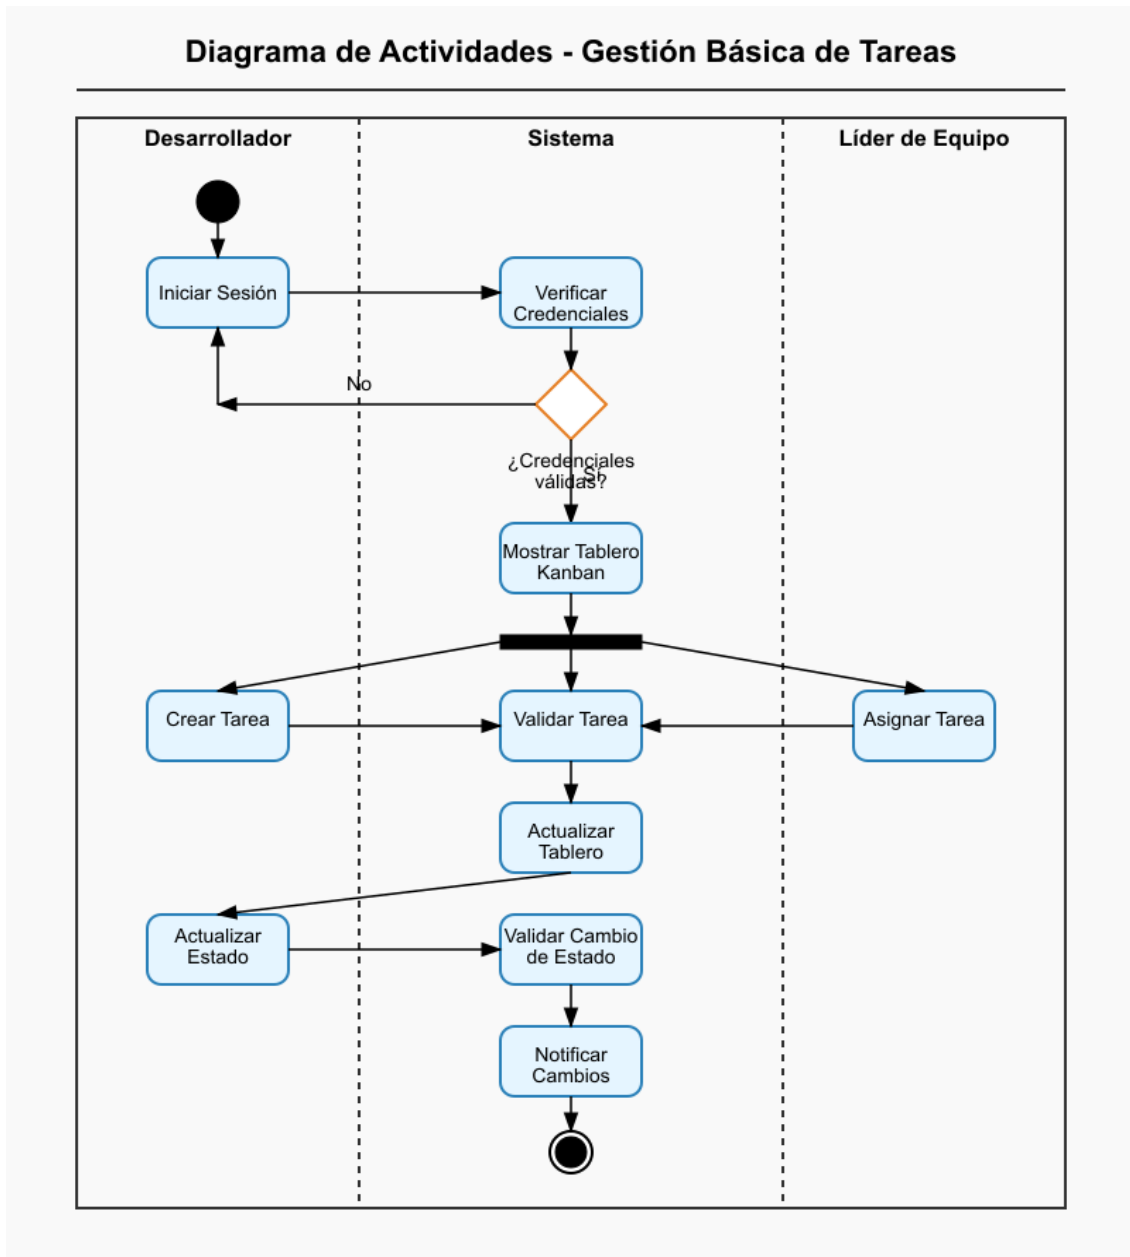 Diagrama de Actividades - Gestión Básica de Tareas
Desarrollador
Sistema
Líder de Equipo
Iniciar Sesión
Verificar
Credenciales
No
¿Credenciales
válidas?
Sí
Mostrar Tablero
Kanban
Crear Tarea
Validar Tarea
Asignar Tarea
Actualizar
Tablero
Actualizar
Estado
Validar Cambio
de Estado
Notificar
Cambios